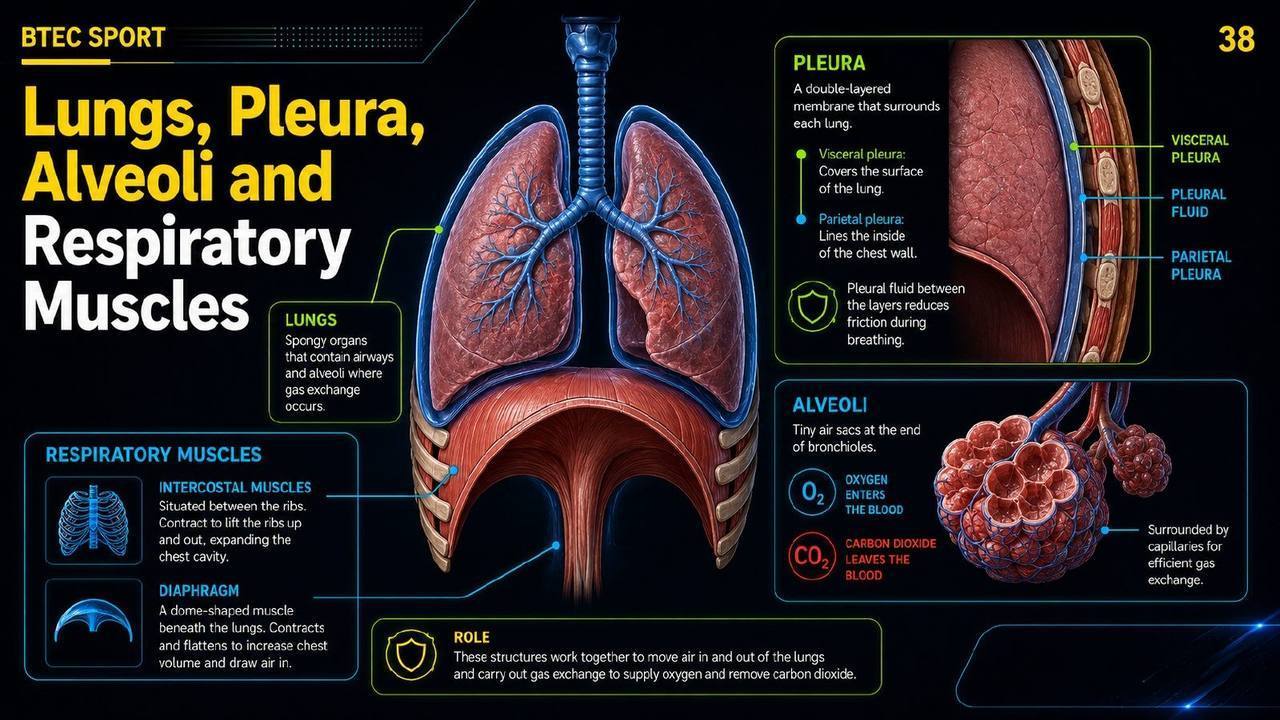 BTEC SPORT
38
Lungs, Pleura,
Alveoli and
Respiratory
Muscles
LUNGS
Spongy organs
that contain airways
and alveoli where
gas exchange
occurs.
RESPIRATORY MUSCLES
INTERCOSTAL MUSCLES
Situated between the ribs.
Contract to lift the ribs up
and out, expanding the
chest cavity.
DIAPHRAGM
A dome-shaped muscle
beneath the lungs. Contracts
and flattens to increase chest
volume and draw air in.
PLEURA
A double-layered
membrane that surrounds
each lung.
Visceral pleura:
Covers the surface
of the lung.
Parietal pleura:
Lines the inside
of the chest wall.
Pleural fluid between
the layers reduces
friction during
breathing.
VISCERAL
PLEURA
PLEURAL
FLUID
PARIETAL
PLEURA
ALVEOLI
Tiny air sacs at the end
of bronchioles.
O₂
OXYGEN
ENTERS
THE BLOOD
CO₂
CARBON DIOXIDE
LEAVES THE
BLOOD
Surrounded by
capillaries for
efficient gas
exchange.
ROLE
These structures work together to move air in and out of the lungs
and carry out gas exchange to supply oxygen and remove carbon dioxide.